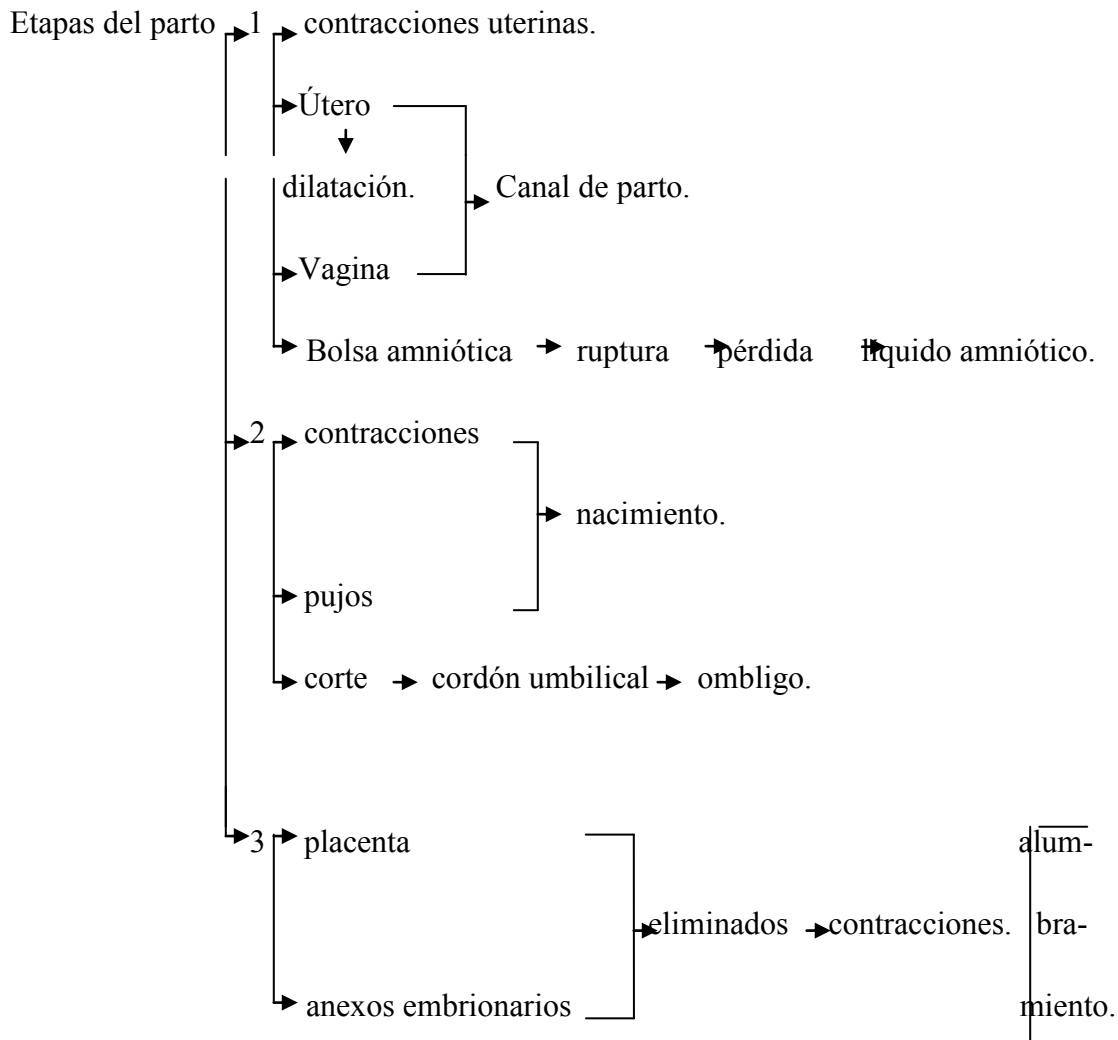 Etapas del parto 1 contracciones uterinas.
Útero
dilatación. Canal de parto.
Vagina
Bolsa amniótica ruptura pérdida líquido amniótico.
2 contracciones
nacimiento.
pujos
corte cordón umbilical ombligo.
3 placenta alum-
eliminados contracciones. bra-
anexos embrionarios miento.